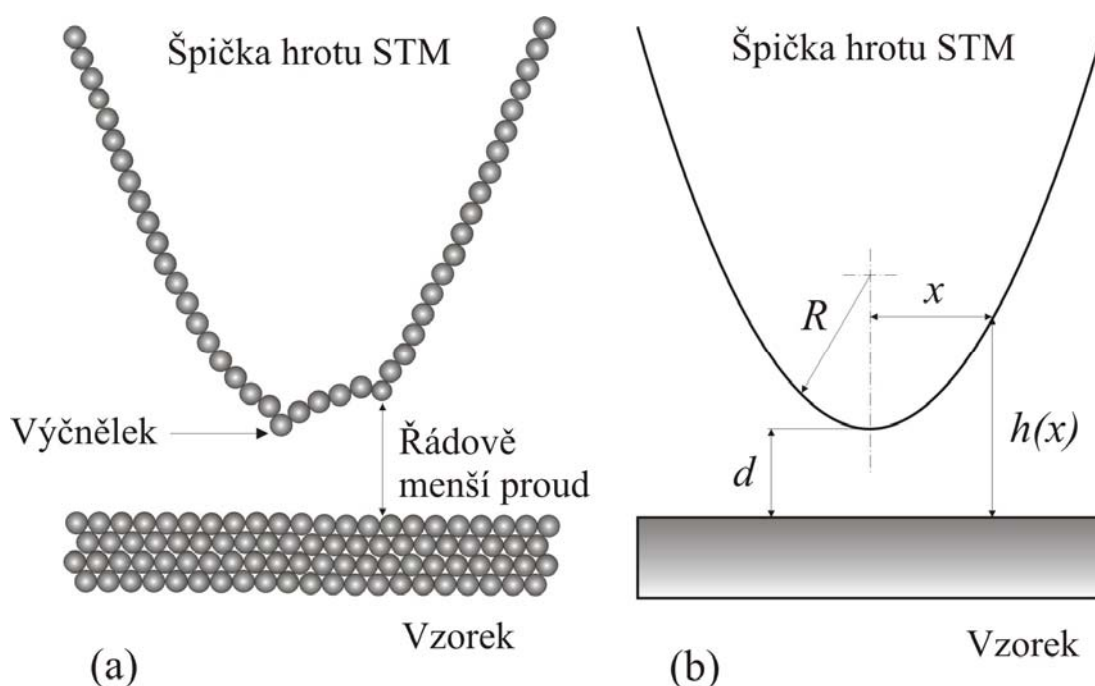 Špička hrotu STM
Výčnělek
Řádově
menší proud
Vzorek
(a)
Špička hrotu STM
R
x
d
h(x)
Vzorek
(b)